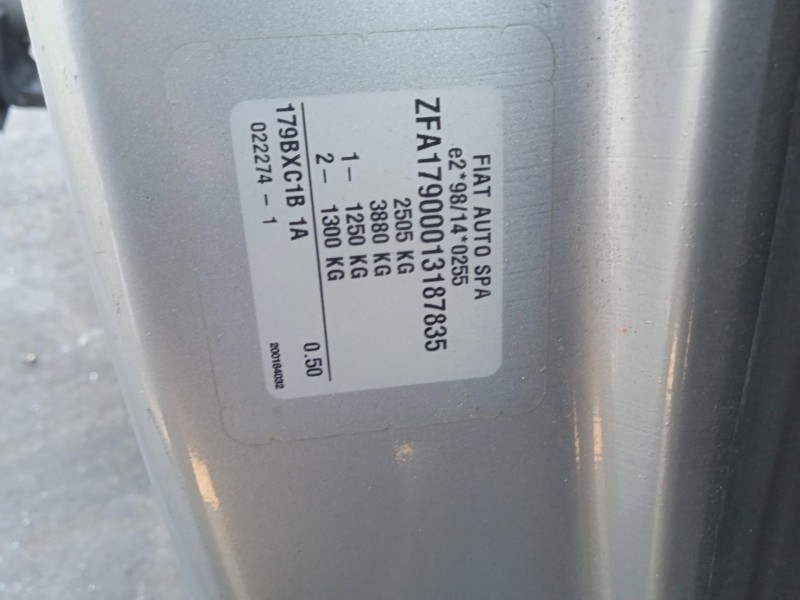 FIAT AUTO SPA
e2*98/14*0255
ZFA17900013187835
2505 KG
3880 KG
1– 1250 KG
2– 1300 KG
179BXC1B 1A 0.50
022274 – 1 200184032